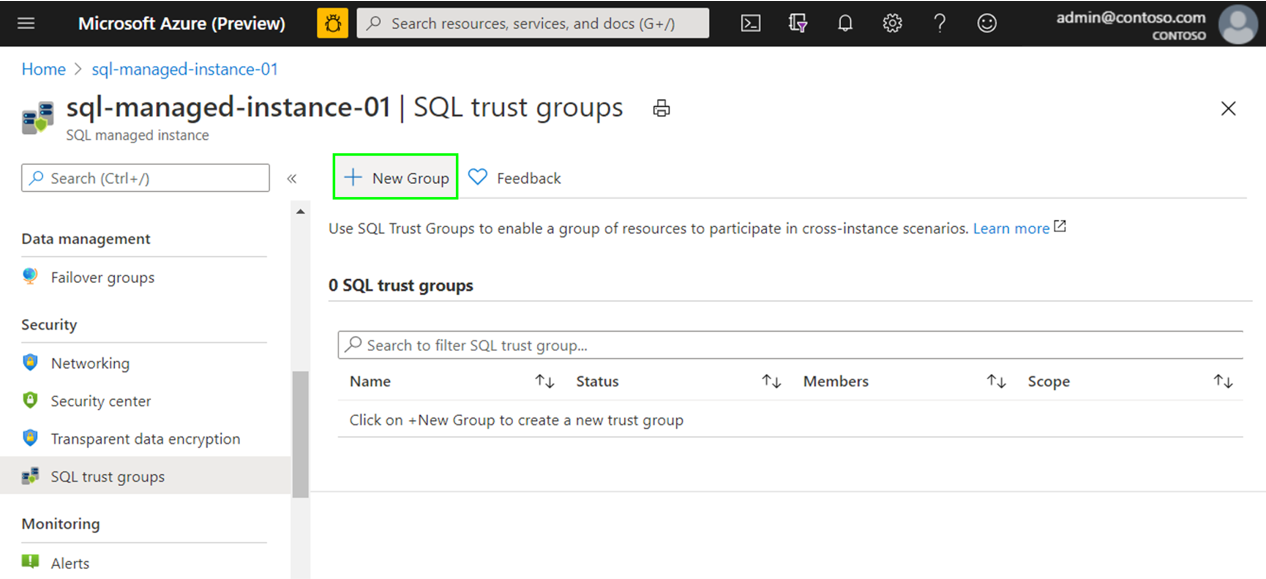 Microsoft Azure (Preview)
Search resources, services, and docs (G+/)
admin@contoso.com
CONTOSO
Home > sql-managed-instance-01
sql-managed-instance-01 | SQL trust groups
SQL managed instance
Search (Ctrl+/)
«
Data management
Failover groups
Security
Networking
Security center
Transparent data encryption
SQL trust groups
Monitoring
Alerts
+ New Group
Feedback
Use SQL Trust Groups to enable a group of resources to participate in cross-instance scenarios. Learn more
0 SQL trust groups
Search to filter SQL trust group...
Name Status Members Scope
Click on +New Group to create a new trust group